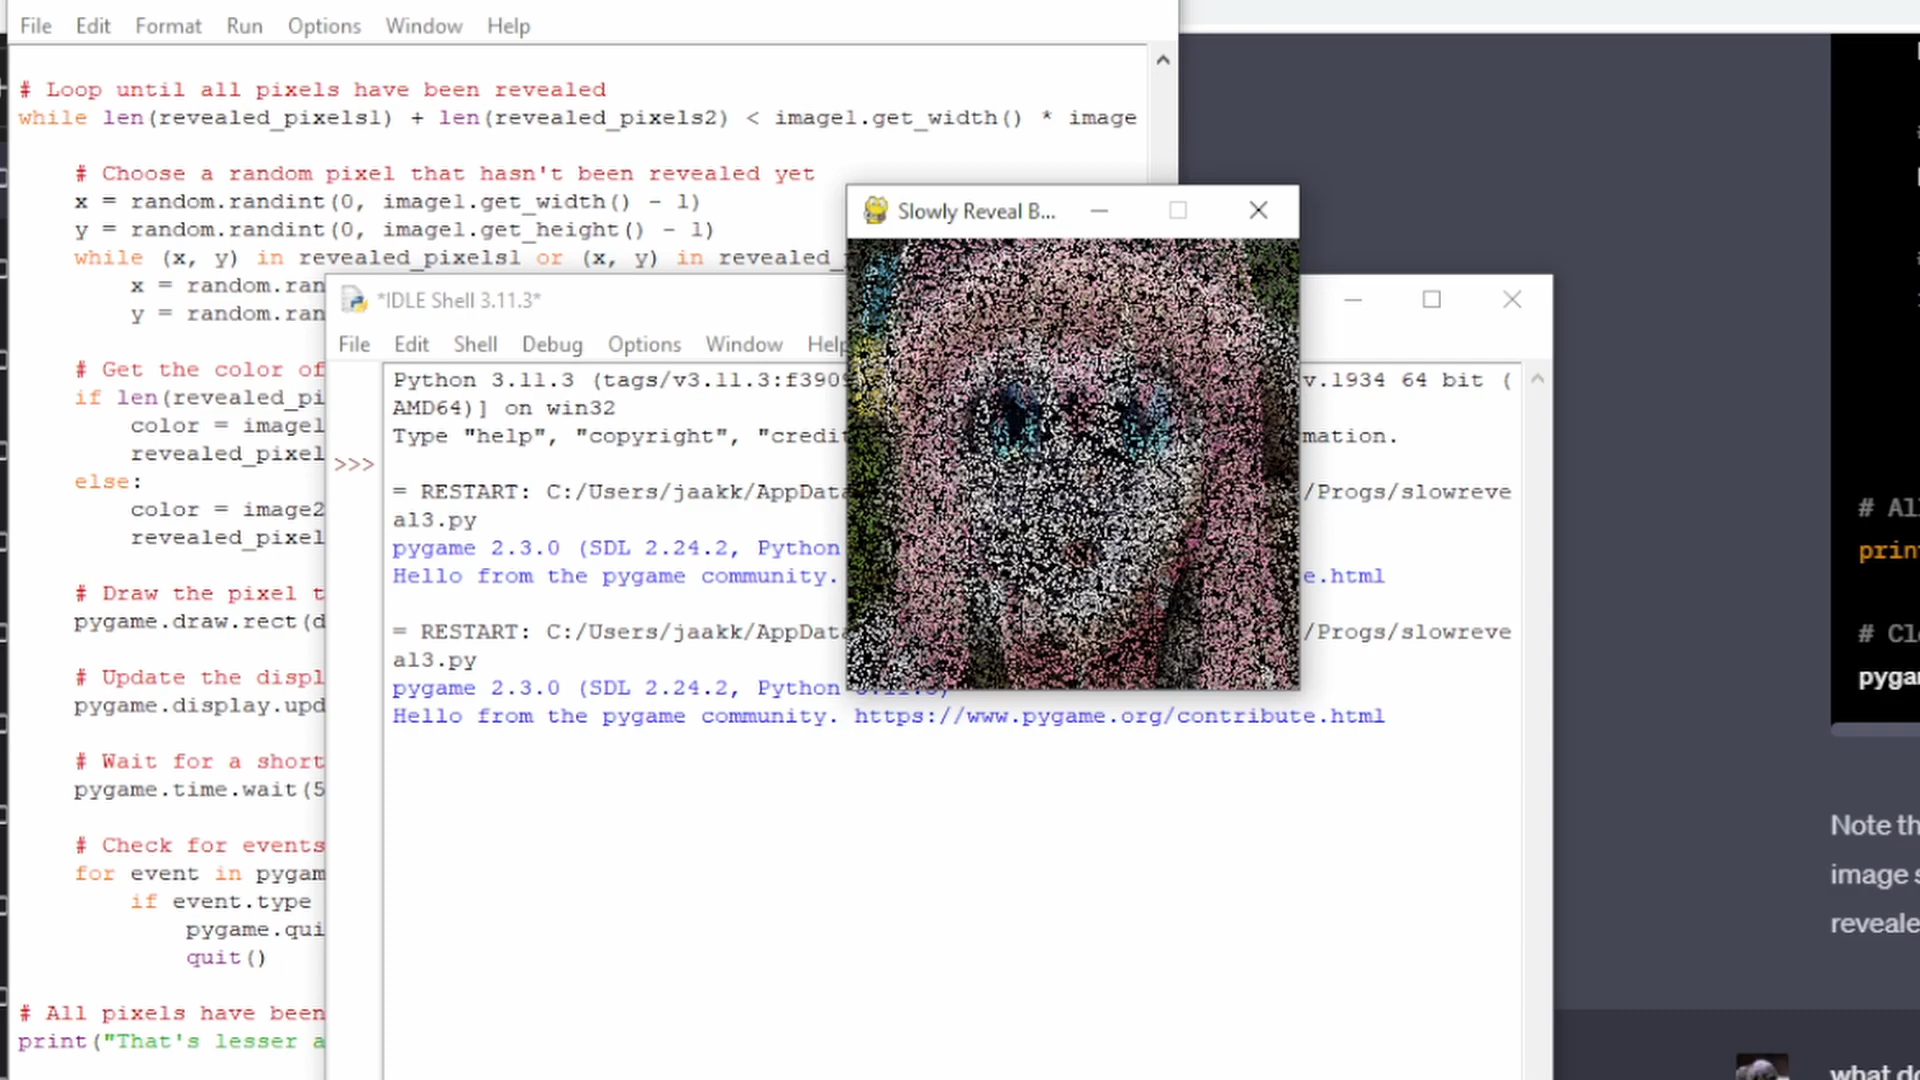 File Edit Format Run Options Window Help
# Loop until all pixels have been revealed
while len(revealed_pixels1) + len(revealed_pixels2) < image1.get_width() * image
# Choose a random pixel that hasn't been revealed yet
x = random.randint(0, image1.get_width() - 1)
y = random.randint(0, image1.get_height() - 1)
while (x, y) in revealed_pixels1 or (x, y) in revealed_
x = random.ran
y = random.ran
# Get the color of
if len(revealed_pi
color = image1
revealed_pixel
else:
color = image2
revealed_pixel
# Draw the pixel t
pygame.draw.rect(d
# Update the displ
pygame.display.upd
# Wait for a short
pygame.time.wait(5
# Check for events
for event in pygam
if event.type
pygame.qui
quit()
# All pixels have been
print("That's lesser a
Slowly Reveal B...
*IDLE Shell 3.11.3*
File Edit Shell Debug Options Window Help
Python 3.11.3 (tags/v3.11.3:f390 v.1934 64 bit (
AMD64)] on win32
Type "help", "copyright", "credit mation.
>>>
= RESTART: C:/Users/jaakk/AppData /Progs/slowreve
al3.py
pygame 2.3.0 (SDL 2.24.2, Python
Hello from the pygame community. e.html
= RESTART: C:/Users/jaakk/AppData /Progs/slowreve
al3.py
pygame 2.3.0 (SDL 2.24.2, Python
Hello from the pygame community. https://www.pygame.org/contribute.html
# Al
prin
# Cl
pyga
Note th
image s
reveale
what do